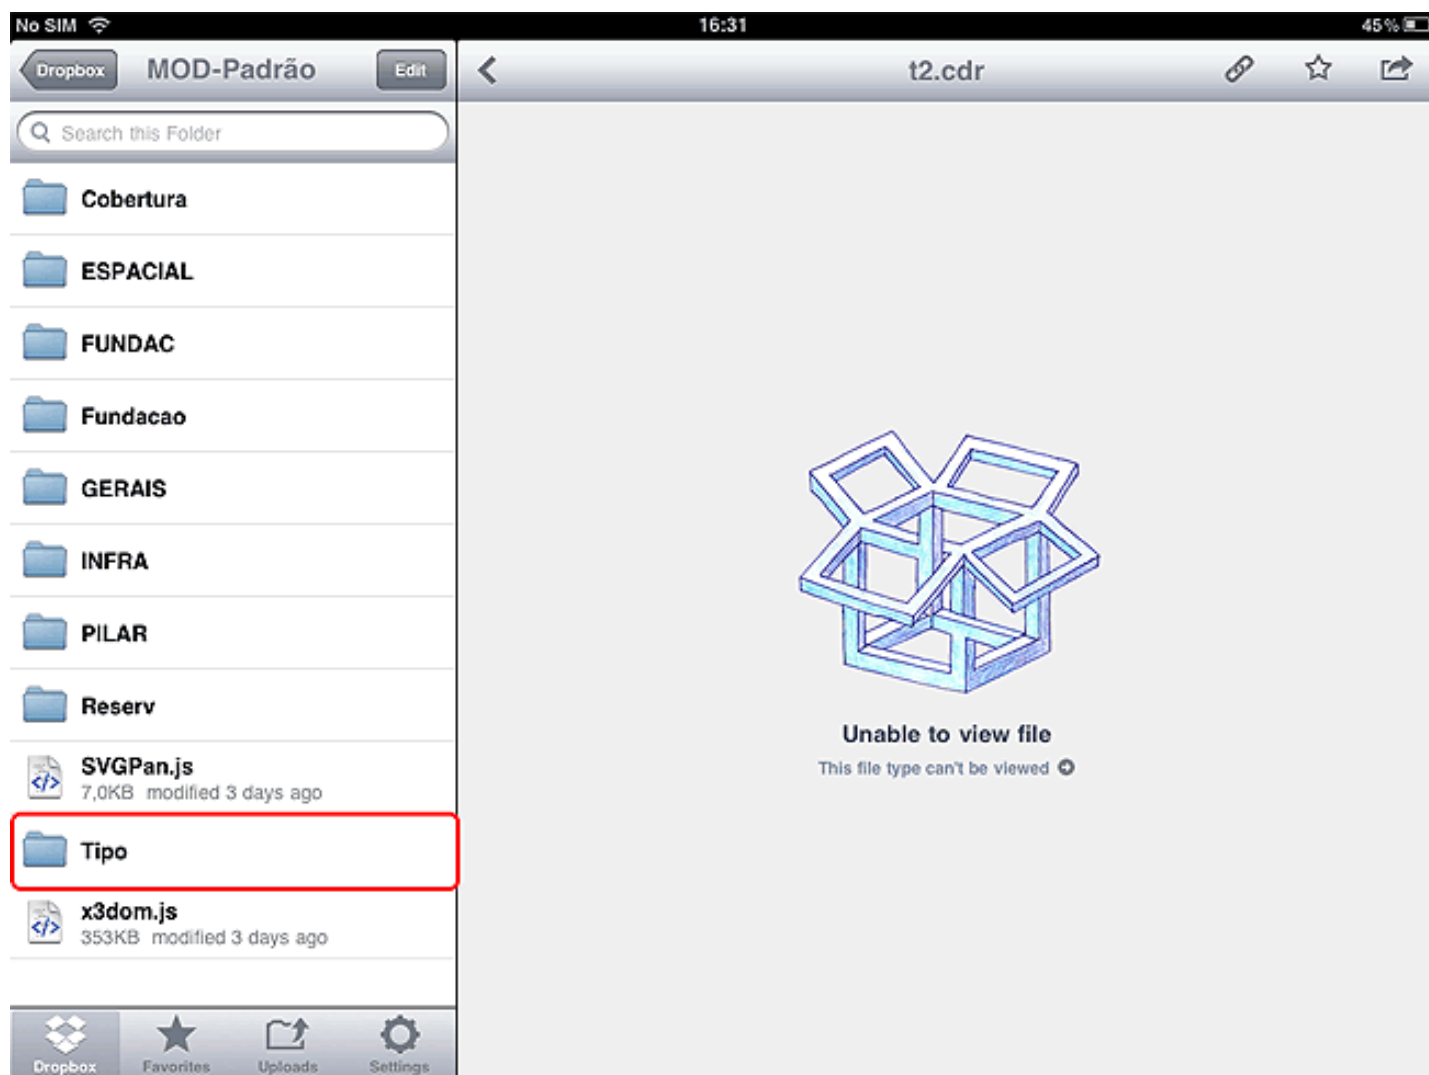 No SIM
16:31
45%
Dropbox
MOD-Padrão
Edit
t2.cdr
Search this Folder
Cobertura
ESPACIAL
FUNDAC
Fundacao
GERAIS
INFRA
PILAR
Reserv
SVGPan.js
7,0KB modified 3 days ago
Tipo
x3dom.js
353KB modified 3 days ago
Dropbox
Favorites
Uploads
Settings
Unable to view file
This file type can't be viewed